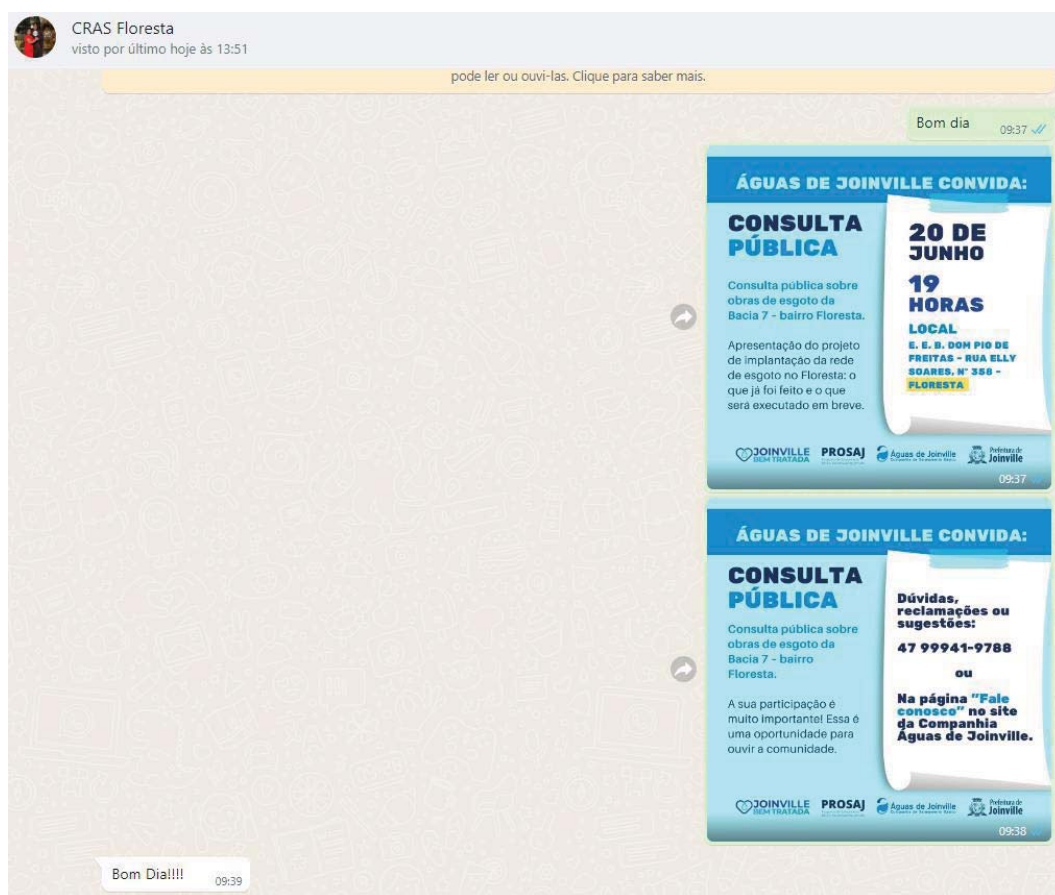 CRAS Floresta
visto por último hoje às 13:51
pode ler ou ouvi-las. Clique para saber mais.
Bom dia
09:37
ÁGUAS DE JOINVILLE CONVIDA:
CONSULTA
PÚBLICA
Consulta pública sobre
obras de esgoto da
Bacia 7 - bairro Floresta.
Apresentação do projeto
de implantação da rede
de esgoto no Floresta: o
que já foi feito e o que
será executado em breve.
20 DE
JUNHO
19
HORAS
LOCAL
E. E. B. DOM PIO DE
FREITAS - RUA ELLY
SOARES, N° 358 -
FLORESTA
JOINVILLE
BEM TRATADA
PROSAJ
Águas de Joinville
Prefeitura de
Joinville
09:37
ÁGUAS DE JOINVILLE CONVIDA:
CONSULTA
PÚBLICA
Consulta pública sobre
obras de esgoto da
Bacia 7 - bairro
Floresta.
A sua participação é
muito importante! Essa é
uma oportunidade para
ouvir a comunidade.
Dúvidas,
reclamações ou
sugestões:
47 99941-9788
ou
Na página "Fale
conosco" no site
da Companhia
Águas de Joinville.
JOINVILLE
BEM TRATADA
PROSAJ
Águas de Joinville
Prefeitura de
Joinville
09:38
Bom Dia!!!!
09:39